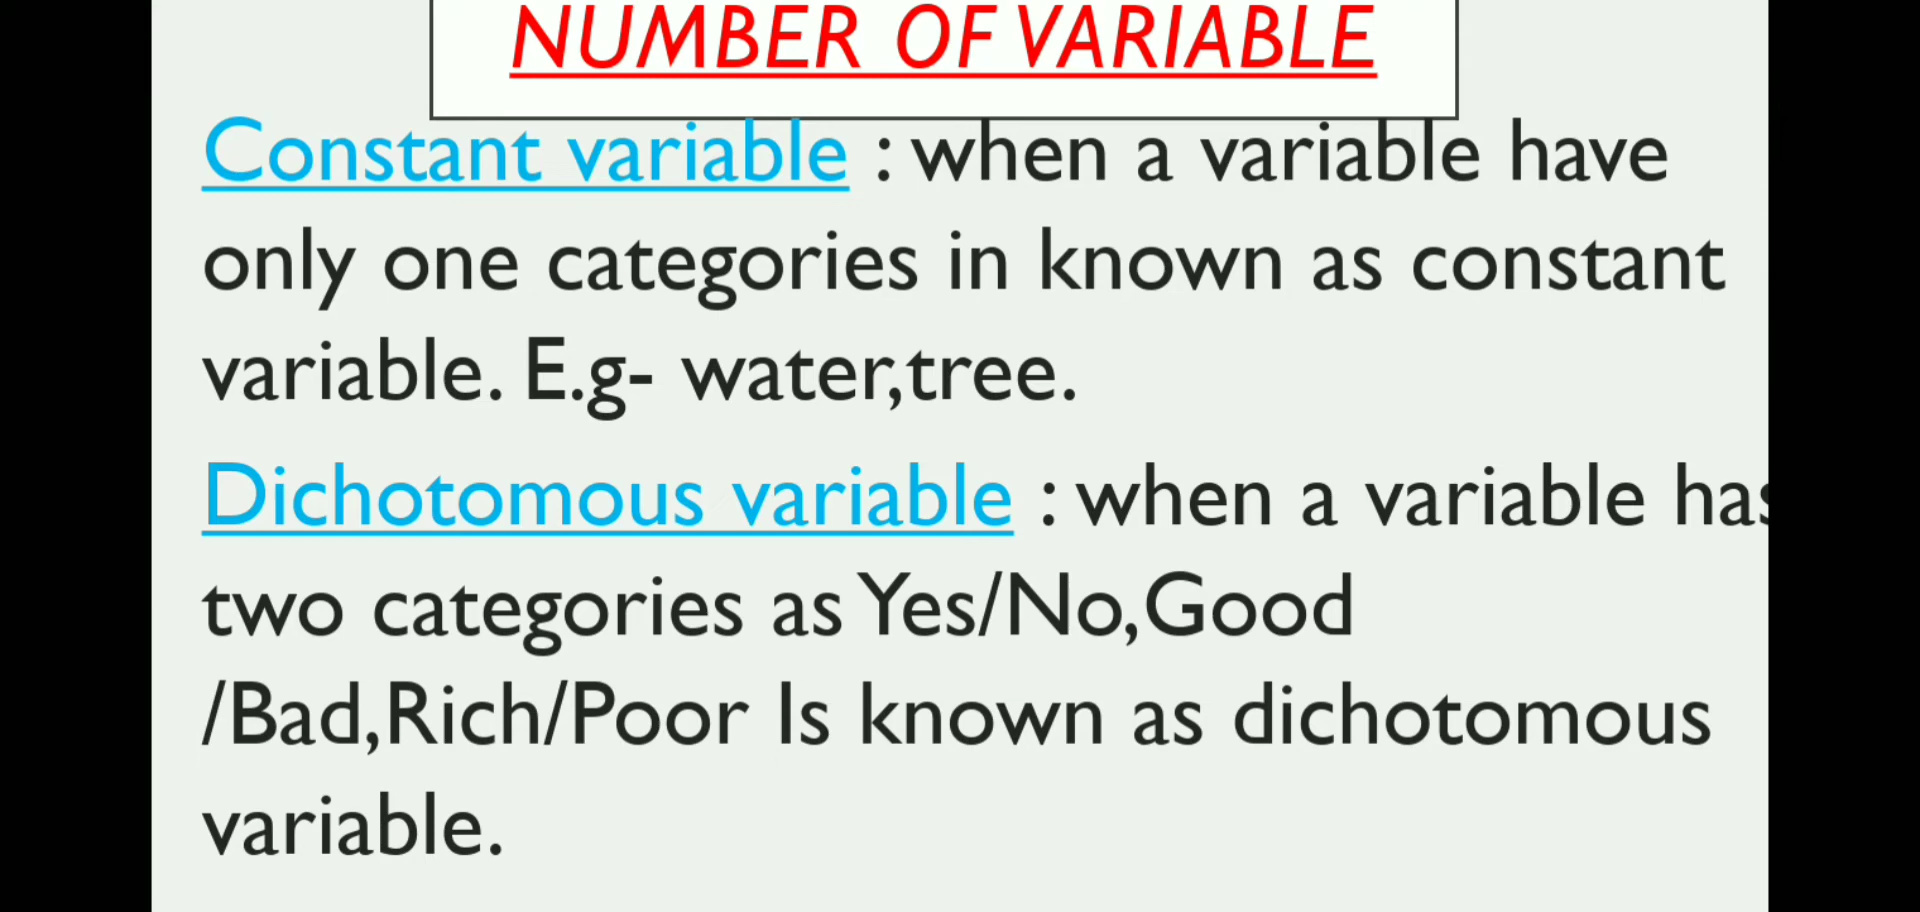 NUMBER OF VARIABLE
Constant variable : when a variable have
only one categories in known as constant
variable. E.g- water,tree.
Dichotomous variable : when a variable has
two categories as Yes/No,Good
/Bad,Rich/Poor Is known as dichotomous
variable.